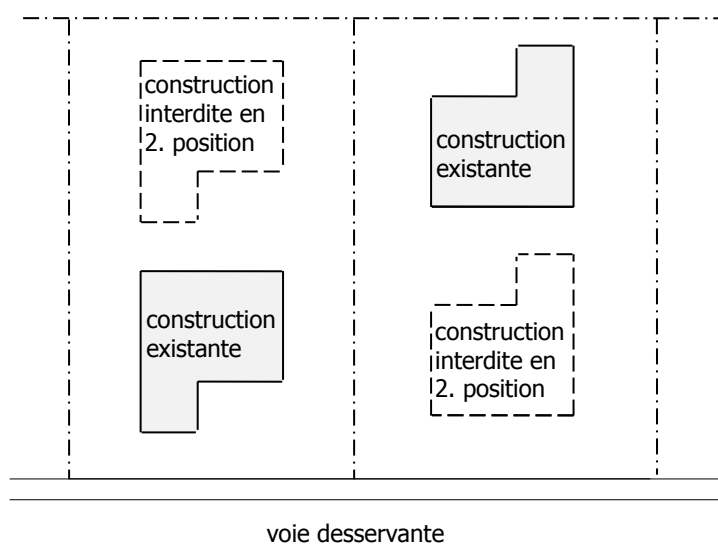 construction
interdite en
2. position
construction
existante
construction
existante
construction
interdite en
2. position
voie desservante